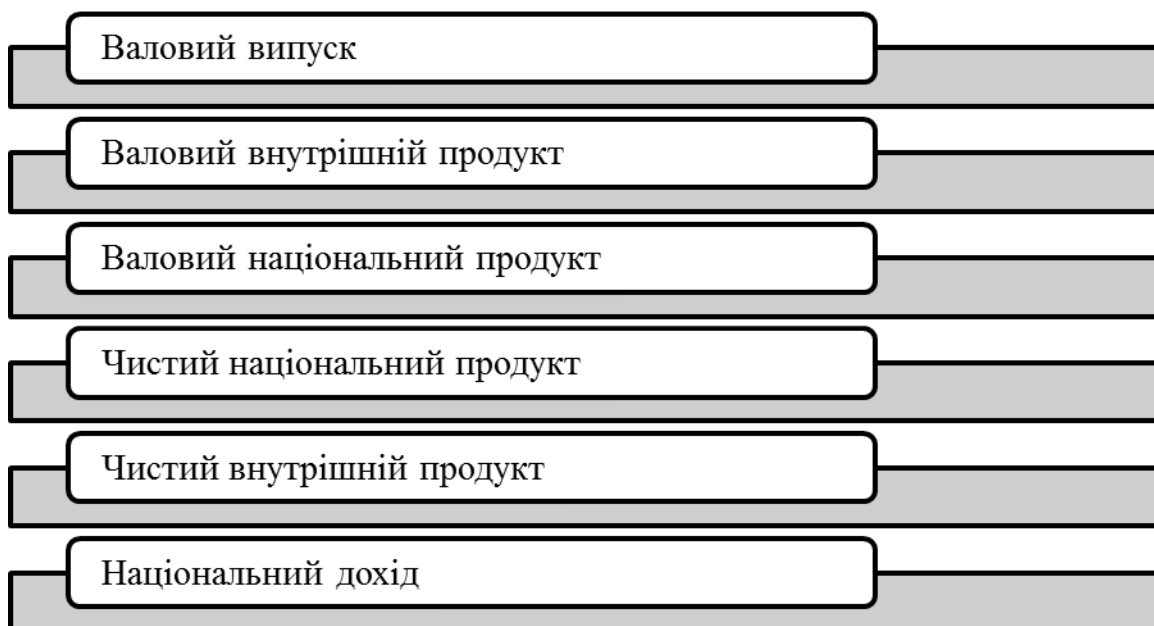 Валовий випуск
Валовий внутрішній продукт
Валовий національний продукт
Чистий національний продукт
Чистий внутрішній продукт
Національний дохід